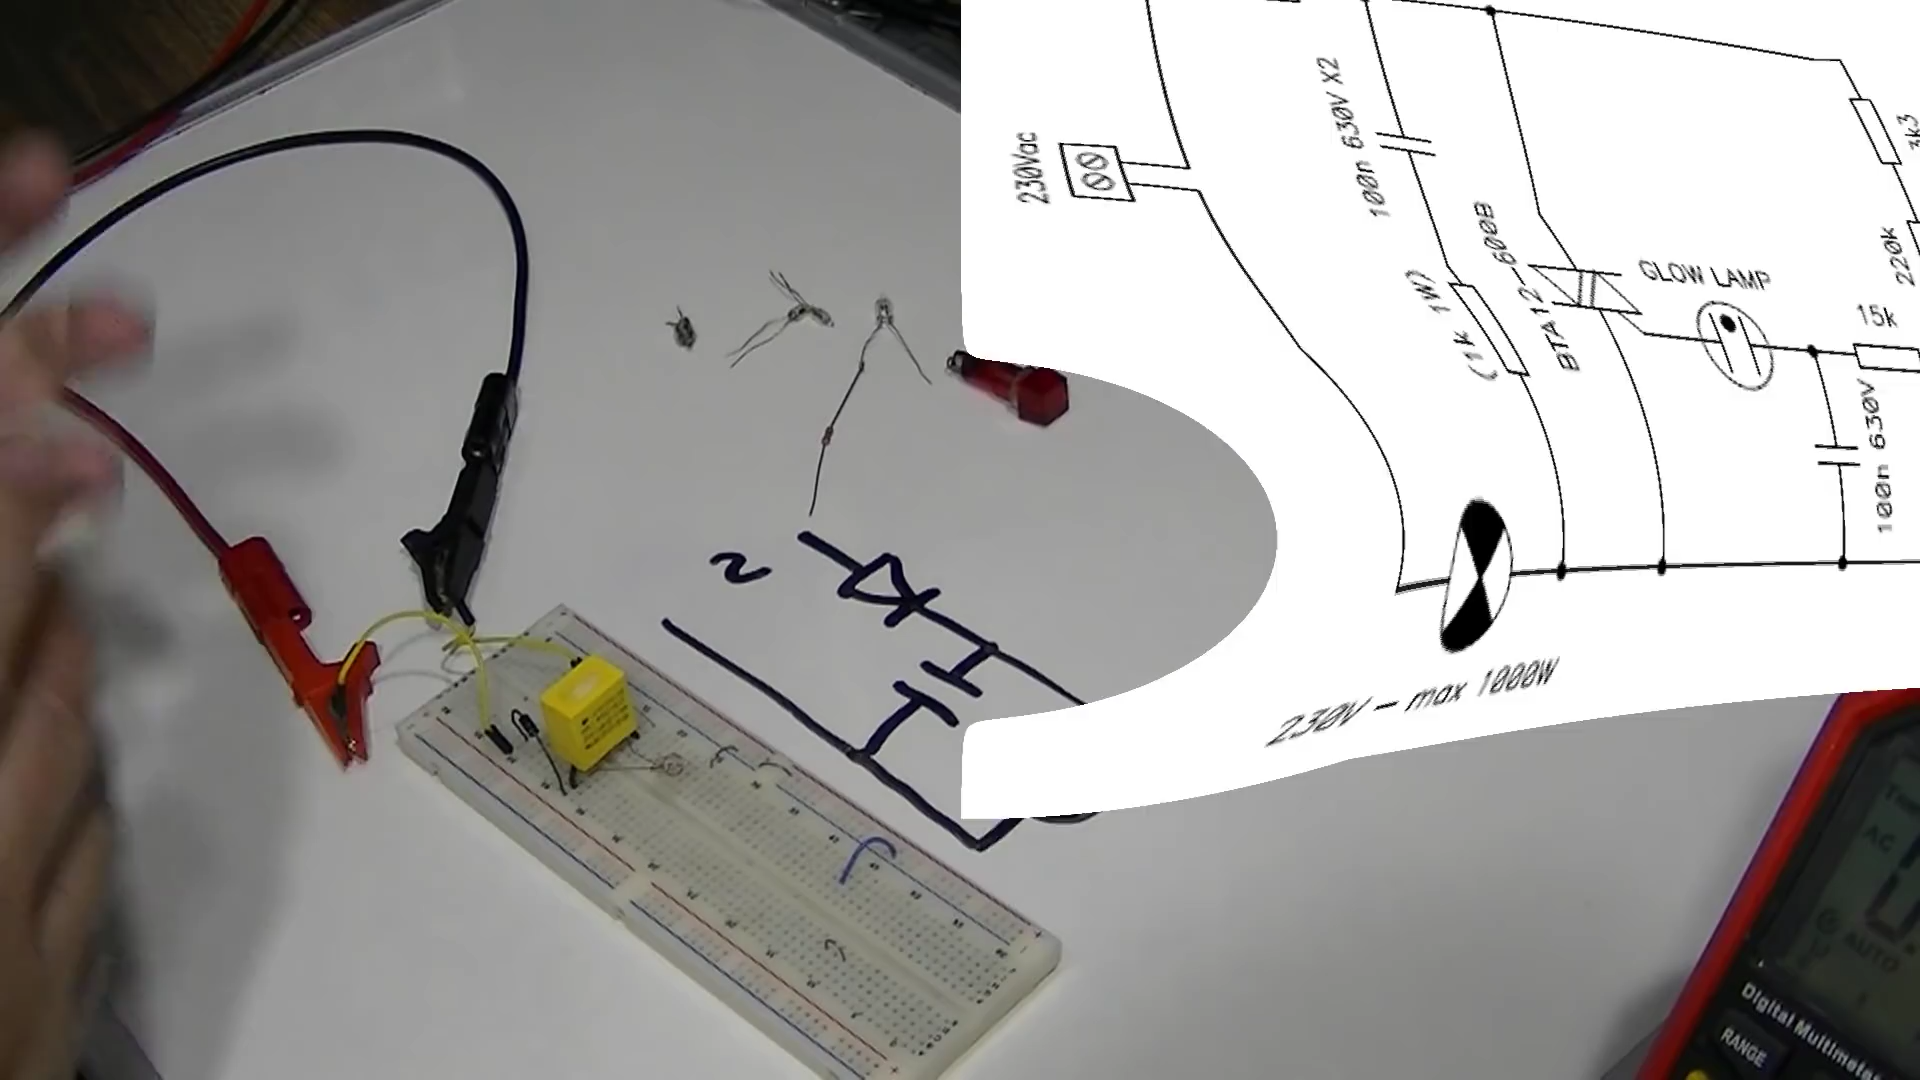 230Vac
100n 630V X2
(1k 1W)
BTA12-600B
GLOW LAMP
3k3
220k
15k
100n 630V
230V - max 1000W
AC
AUTO
Digital Multimete
RANGE